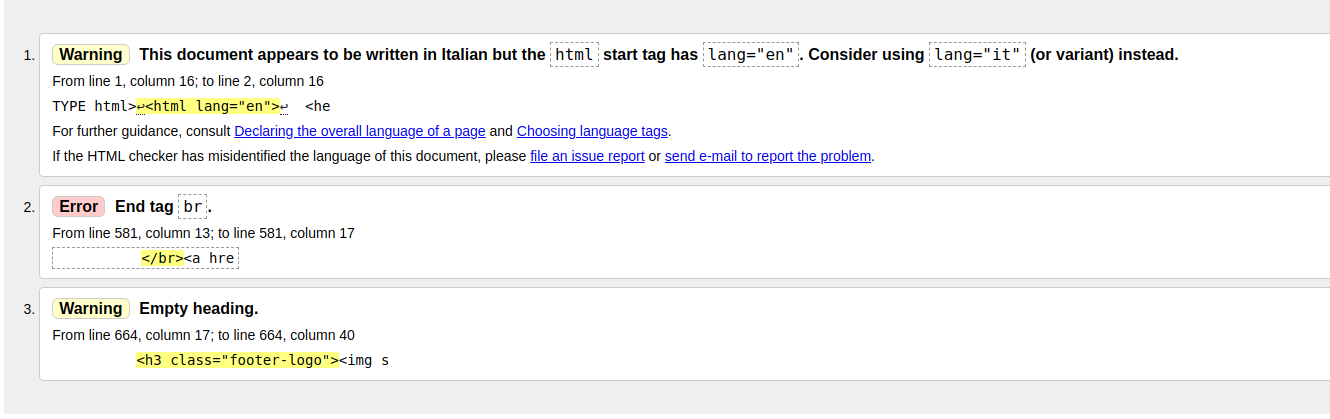 1. Warning This document appears to be written in Italian but the html start tag has lang="en". Consider using lang="it" (or variant) instead.
From line 1, column 16; to line 2, column 16
TYPE html>↩<html lang="en">↩  <he
For further guidance, consult Declaring the overall language of a page and Choosing language tags.
If the HTML checker has misidentified the language of this document, please file an issue report or send e-mail to report the problem.
2. Error End tag br.
From line 581, column 13; to line 581, column 17
</br><a hre
3. Warning Empty heading.
From line 664, column 17; to line 664, column 40
<h3 class="footer-logo"><img s